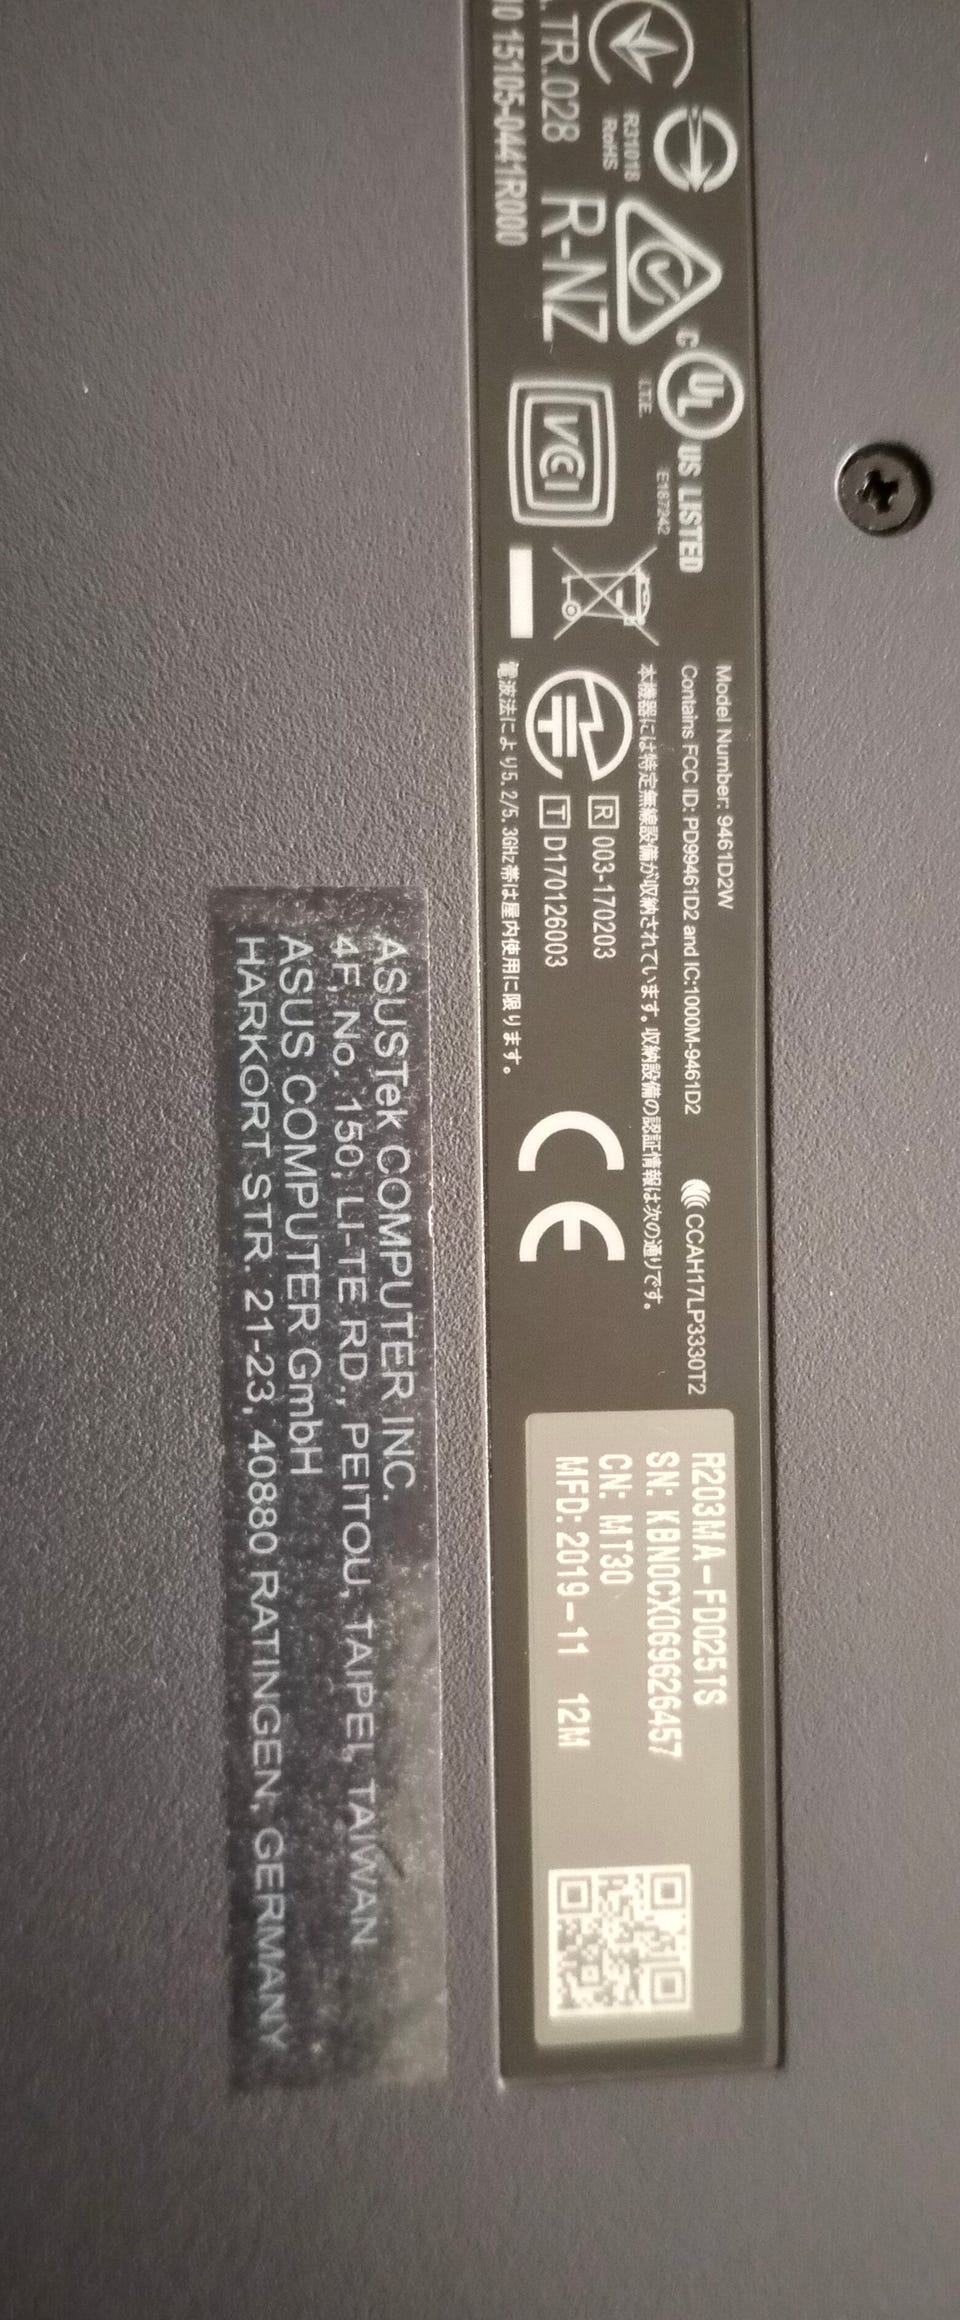 .TR.028
15105-0441R000
R31018
RoHS
R-NZ
C UL US LISTED
I.T.E.
E187242
VCI
Model Number: 9461D2W
Contains FCC ID: PD99461D2 and IC:1000M-9461D2
CCAH17LP3330T2
本機器には特定無線設備が収納されています。収納設備の認証情報は次の通りです。
R 003-170203
T D170126003
電波法により5.2/5.3GHz帯は屋内使用に限ります。
CE
R203MA-FD025TS
SN: KBN0CX069626457
CN: MT30
MFD: 2019-11 12M
ASUSTek COMPUTER INC.
4F, No. 150, LI-TE RD., PEITOU, TAIPEI, TAIWAN
ASUS COMPUTER GmbH
HARKORT STR. 21-23, 40880 RATINGEN, GERMANY